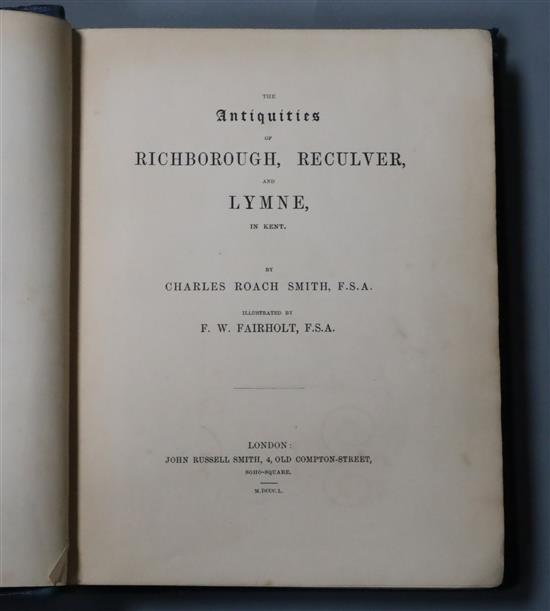 THE
Antiquities
OF
RICHBOROUGH, RECULVER,
AND
LYMNE,
IN KENT.
BY
CHARLES ROACH SMITH, F.S.A.
ILLUSTRATED BY
F. W. FAIRHOLT, F.S.A.
LONDON:
JOHN RUSSELL SMITH, 4, OLD COMPTON-STREET,
SOHO-SQUARE.
M.DCCC.L.